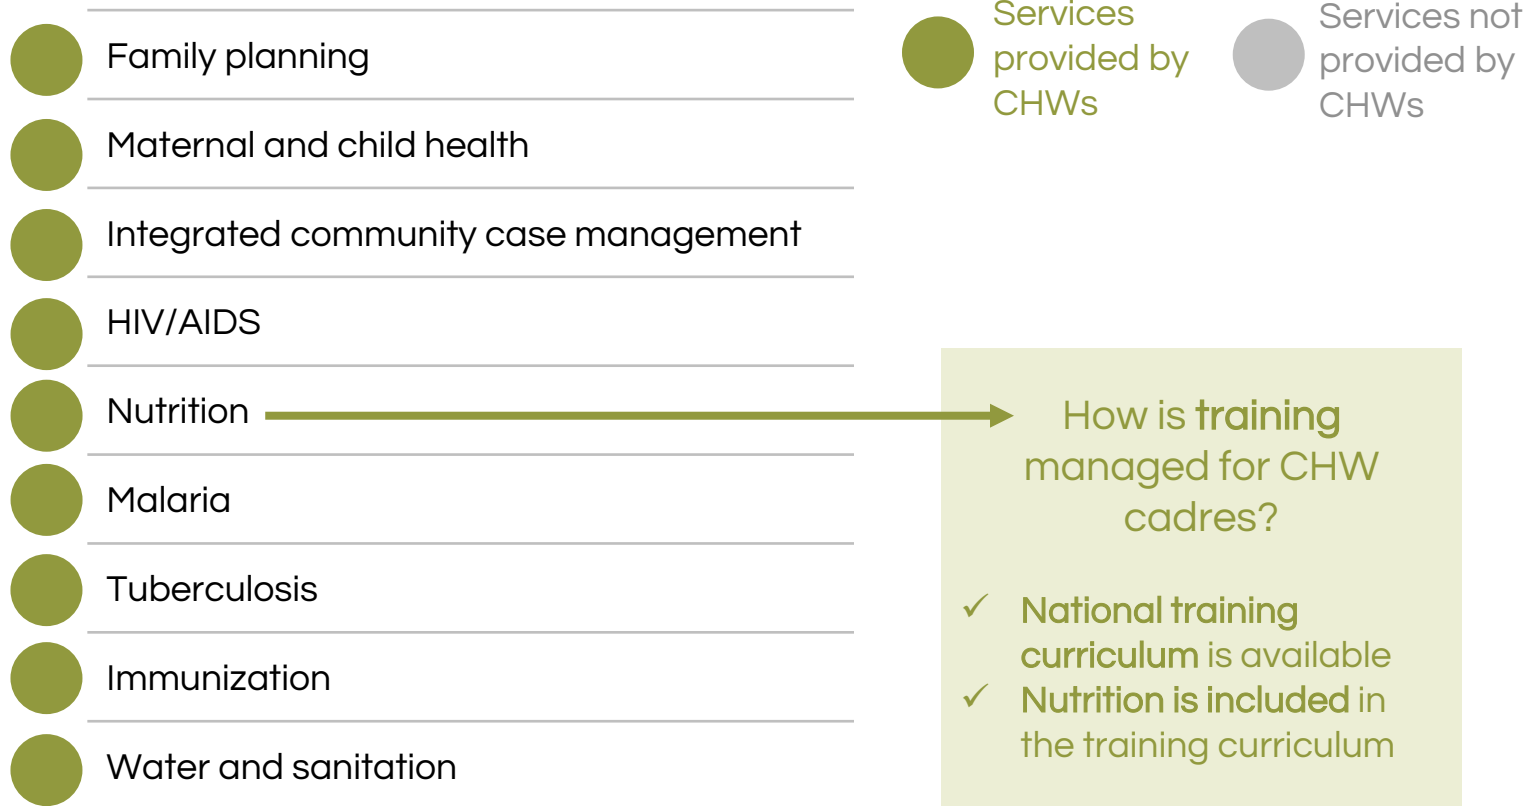 Family planning
Maternal and child health
Integrated community case management
HIV/AIDS
Nutrition
Malaria
Tuberculosis
Immunization
Water and sanitation
Services
provided by
CHWs
Services not
provided by
CHWs
How is training
managed for CHW
cadres?
✓ National training
curriculum is available
✓ Nutrition is included in
the training curriculum